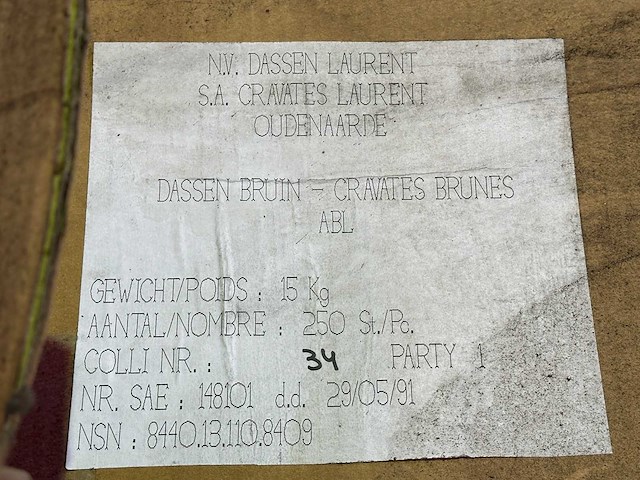 N.V. DASSEN LAURENT
S.A. CRAVATES LAURENT
OUDENAARDE
DASSEN BRUIN - CRAVATES BRUNES
ABL
GEWICHT/POIDS : 15 Kg
AANTAL/NOMBRE : 250 St./Po.
COLLI NR. : 34 PARTY 1
NR. SAE : 148101 d.d. 29/05/91
NSN : 8440.13.110.8409